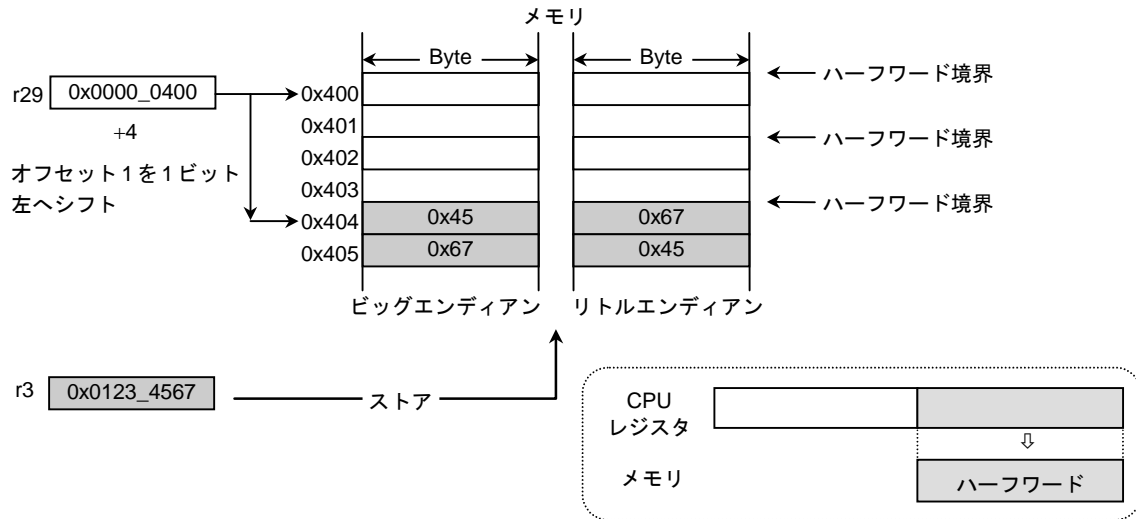 メモリ
Byte Byte
r29 0x0000_0400
+4
オフセット1を1ビット
左へシフト
0x400
0x401
0x402
0x403
0x404 0x45 0x67
0x405 0x67 0x45
ハーフワード境界
ハーフワード境界
ハーフワード境界
ビッグエンディアン リトルエンディアン
r3 0x0123_4567 ストア
CPU
レジスタ
⇩
メモリ ハーフワード